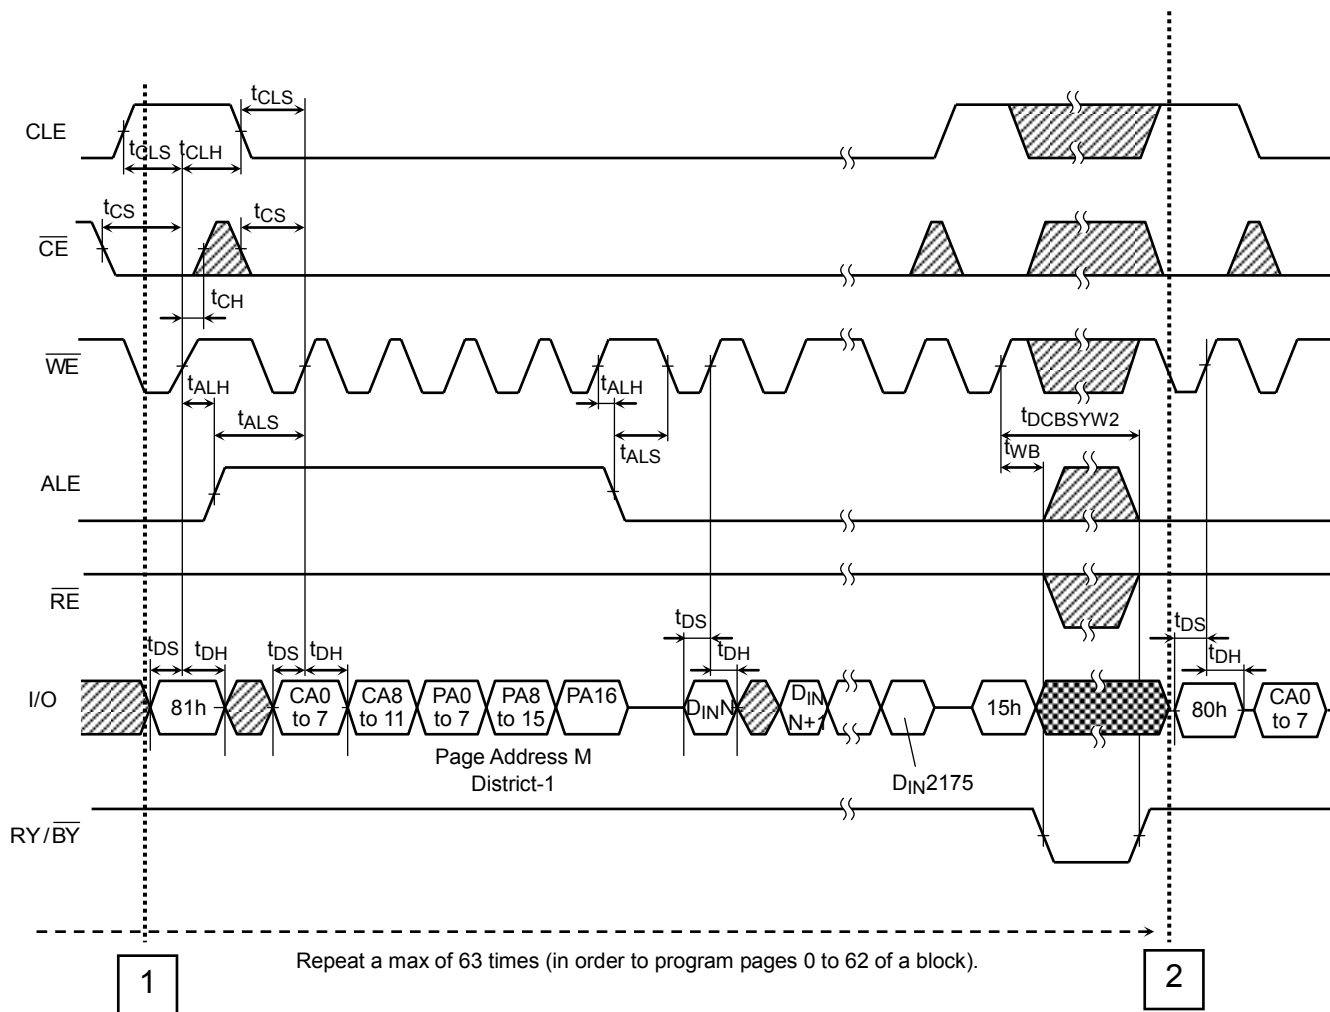 tCLS
CLE
tCLS tCLH
tCS tCS
CE
tCH
WE
tALH tALH
tALS tDCBSYW2
tALS tWB
ALE
RE
tDS tDS
tDS tDH tDS tDH tDH tDH
I/O
81h
CA0 to 7
CA8 to 11
PA0 to 7
PA8 to 15
PA16
DINN
DIN N+1
15h
80h
CA0 to 7
Page Address M
District-1
DIN2175
RY/BY
Repeat a max of 63 times (in order to program pages 0 to 62 of a block).
1
2